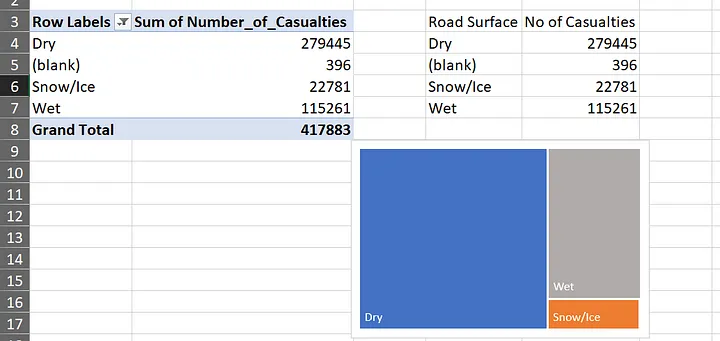 3 Row Labels Sum of Number_of_Casualties Road Surface No of Casualties
4 Dry 279445 Dry 279445
5 (blank) 396 (blank) 396
6 Snow/Ice 22781 Snow/Ice 22781
7 Wet 115261 Wet 115261
8 Grand Total 417883
9
10
11
12
13
14
15
Wet
16
17
Dry Snow/Ice